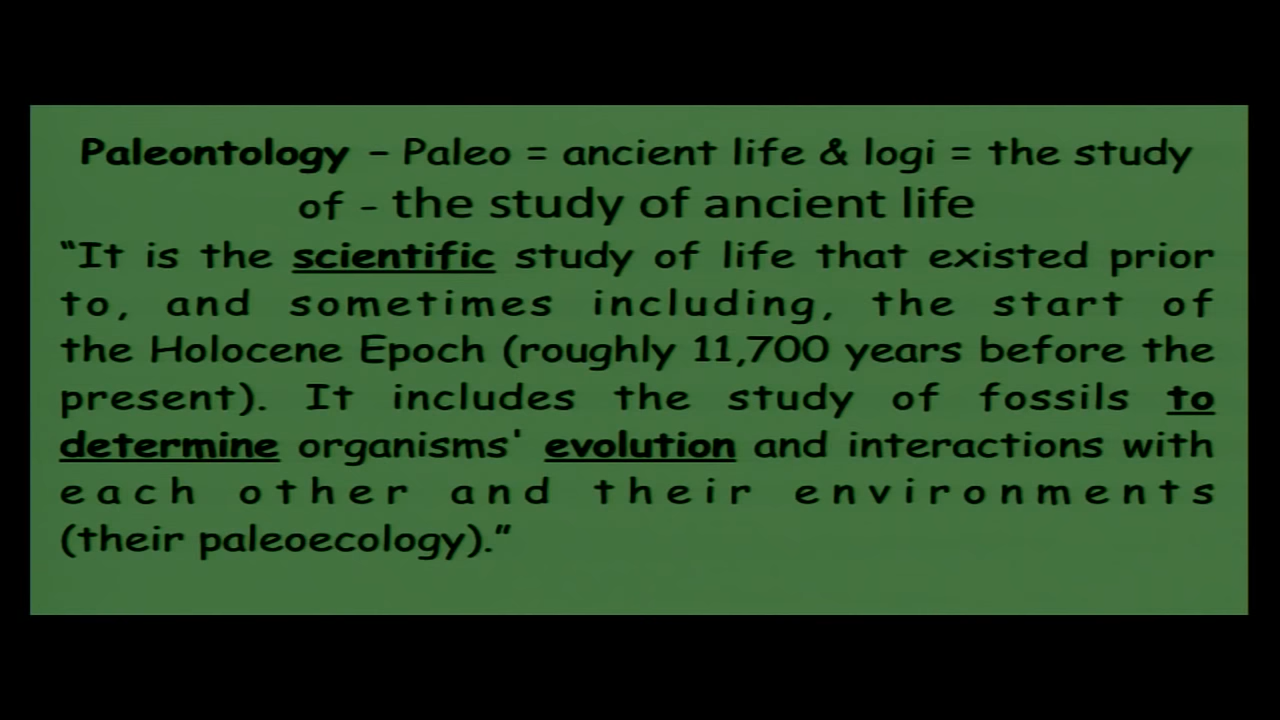 Paleontology – Paleo = ancient life & logi = the study
of - the study of ancient life
“It is the scientific study of life that existed prior
to, and sometimes including, the start of
the Holocene Epoch (roughly 11,700 years before the
present). It includes the study of fossils to
determine organisms' evolution and interactions with
each other and their environments
(their paleoecology).”